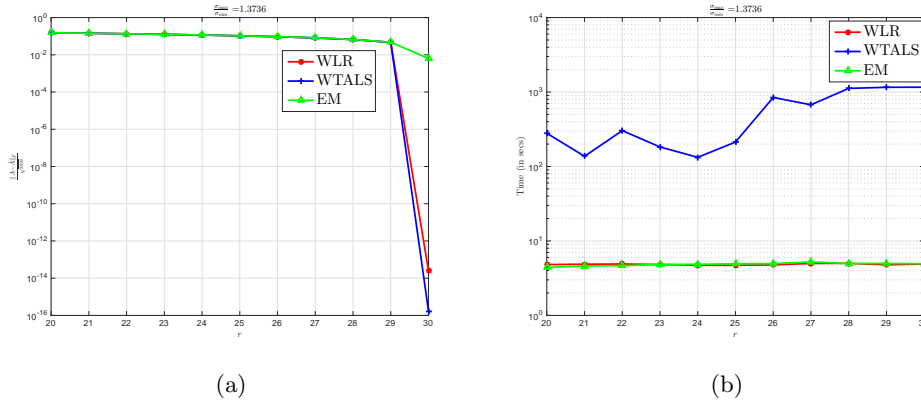 σmax/σmin =1.3736
10^0
10^-2
10^-4
10^-6
10^-8
10^-10
10^-12
10^-14
10^-16
WLR
WTALS
EM
20 21 22 23 24 25 26 27 28 29 30
r
(a)
σmax/σmin =1.3736
10^4
10^3
10^2
10^1
10^0
Time (in secs)
WLR
WTALS
EM
20 21 22 23 24 25 26 27 28 29
r
(b)